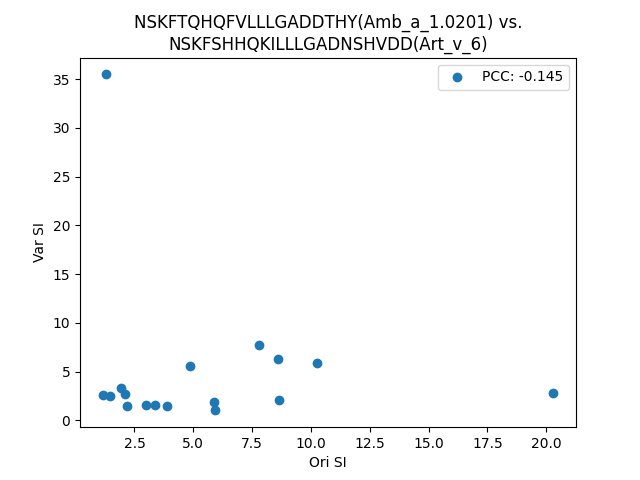 NSKFTQHQFVLLLGADDTHY(Amb_a_1.0201) vs.
NSKFSHHQKILLLGADNSHVDD(Art_v_6)
PCC: -0.145
35
30
25
20
15
10
5
0
Var SI
2.5 5.0 7.5 10.0 12.5 15.0 17.5 20.0
Ori SI